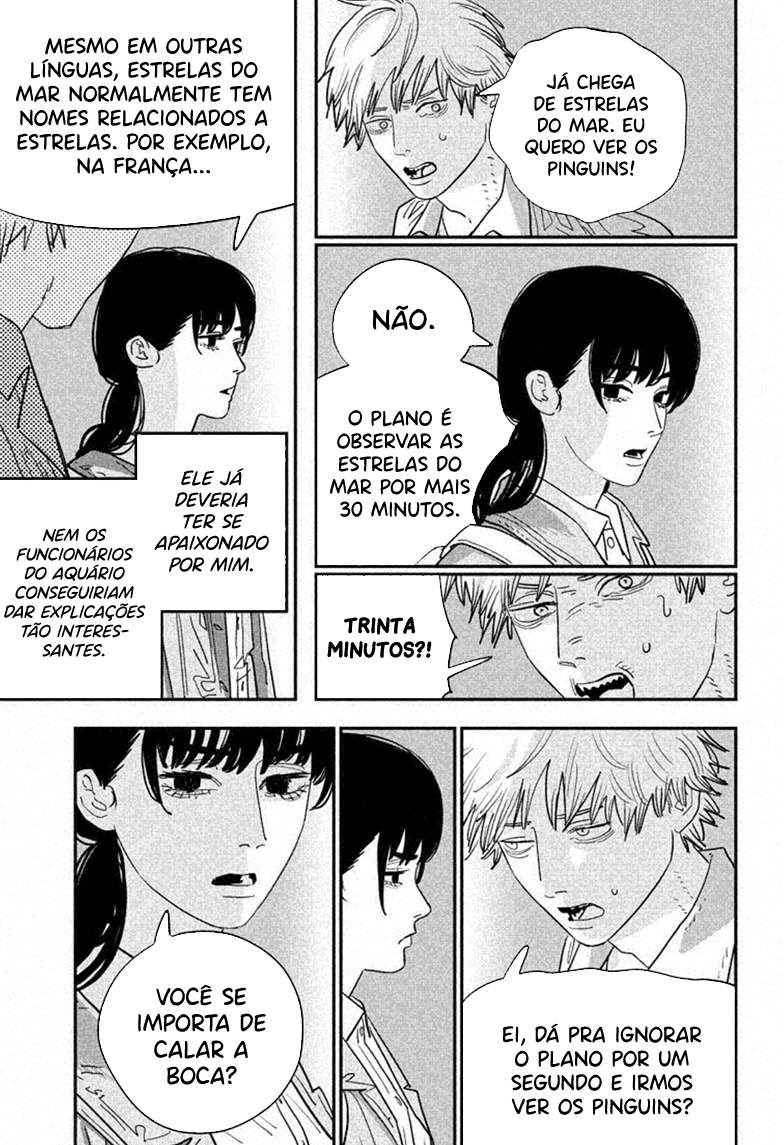 JÁ CHEGA
DE ESTRELAS
DO MAR. EU
QUERO VER OS
PINGUINS!
NÃO.
O PLANO É
OBSERVAR AS
ESTRELAS DO
MAR POR MAIS
30 MINUTOS.
TRINTA
MINUTOS?!
MESMO EM OUTRAS
LÍNGUAS, ESTRELAS DO
MAR NORMALMENTE TEM
NOMES RELACIONADOS A
ESTRELAS. POR EXEMPLO,
NA FRANÇA...
ELE JÁ
DEVERIA
TER SE
APAIXONADO
POR MIM.
NEM OS
FUNCIONÁRIOS
DO AQUÁRIO
CONSEGUIRIAM
DAR EXPLICAÇÕES
TÃO INTERES-
SANTES.
EI, DÁ PRA IGNORAR
O PLANO POR UM
SEGUNDO E IRMOS
VER OS PINGUINS?
VOCÊ SE
IMPORTA DE
CALAR A
BOCA?